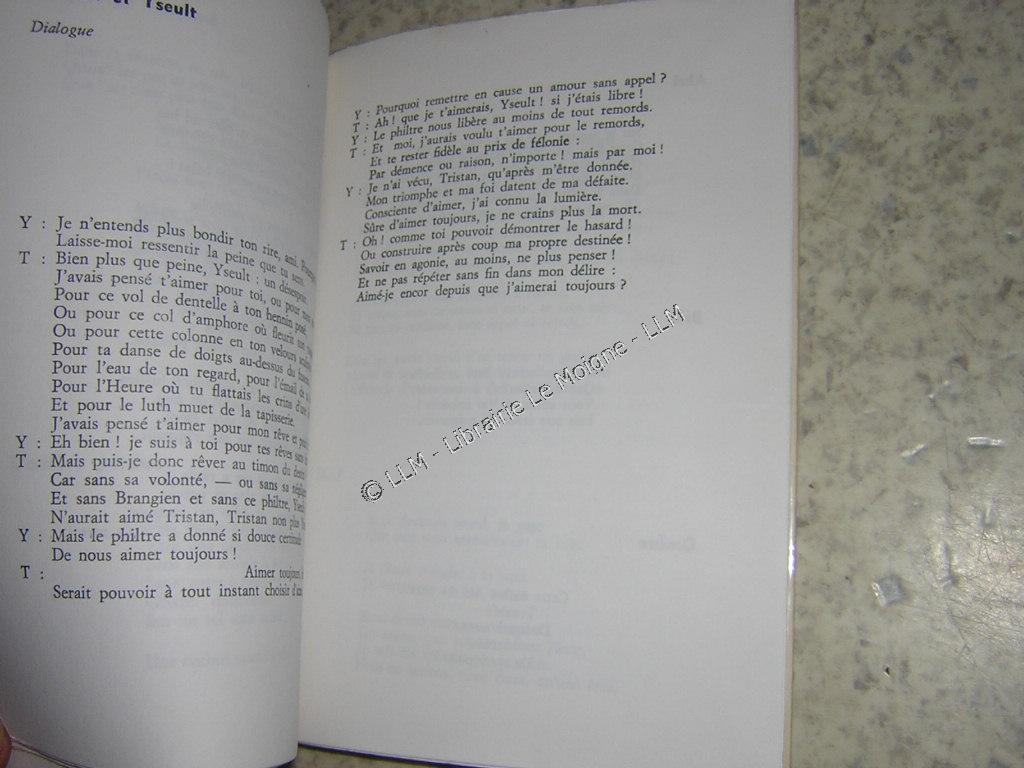 et Yseult
Dialogue
Y : Je n'entends plus bondir ton rire, ami.
Laisse-moi ressentir la peine que tu
T : Bien plus que peine, Yseult : un désespoir
J'avais pensé t'aimer pour toi, ou pour
Pour ce vol de dentelle à ton hennin posé
Ou pour ce col d'amphore où fleurit
Ou pour cette colonne en ton velours
Pour ta danse de doigts au-dessus du
Pour l'eau de ton regard, pour l'émail de
Pour l'Heure où tu flattais les crins d'un
Et pour le luth muet de la tapisserie,
J'avais pensé t'aimer pour mon rêve et
Y : Eh bien ! je suis à toi pour tes rêves
T : Mais puis-je donc rêver au timon du
Car sans sa volonté, — ou sans sa
Et sans Brangien et sans ce philtre,
N'aurait aimé Tristan, Tristan non plus
Y : Mais le philtre a donné si douce certitude
De nous aimer toujours !
T : Aimer toujours
Serait pouvoir à tout instant choisir
Y : Pourquoi remettre en cause un amour sans appel ?
T : Ah ! que je t'aimerais, Yseult ! si j'étais libre !
Y : Le philtre nous libère au moins de tout remords.
T : Et moi, j'aurais voulu t'aimer pour le remords,
Et te rester fidèle au prix de félonie :
Par démence ou raison, n'importe ! mais par moi !
Y : Je n'ai vécu, Tristan, qu'après m'être donnée.
Mon triomphe et ma foi datent de ma défaite.
Consciente d'aimer, j'ai connu la lumière.
Sûre d'aimer toujours, je ne crains plus la mort.
T : Oh ! comme toi pouvoir démontrer le hasard !
Ou construire après coup ma propre destinée !
Savoir en agonie, au moins, ne plus penser !
Et ne pas répéter sans fin dans mon délire :
Aimé-je encor depuis que j'aimerai toujours ?
© LLM - Librairie Le Moigne - LLM